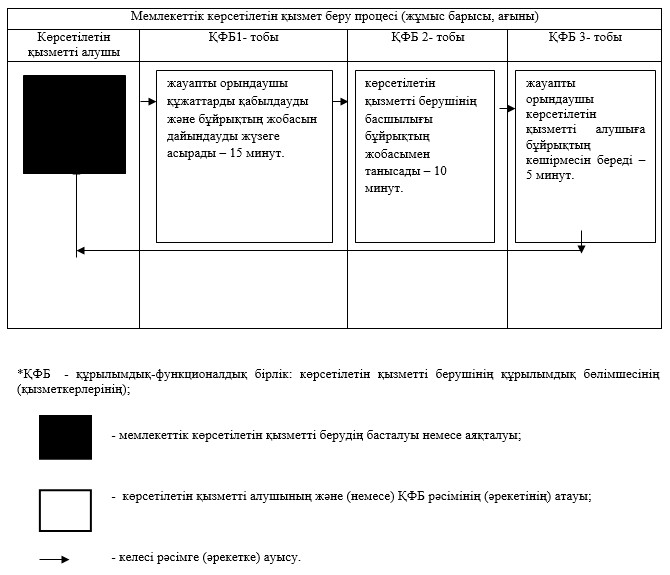 Мемлекеттік көрсетілетін қызмет беру процесі (жұмыс барысы, ағыны)
Көрсетілетін
қызметті алушы
ҚФБ1- тобы
ҚФБ 2- тобы
ҚФБ 3- тобы
жауапты орындаушы
құжаттарды қабылдауды
және бұйрықтың жобасын
дайындауды жүзеге
асырады – 15 минут.
көрсетілетін
қызметті берушінің
басшылығы
бұйрықтың
жобасымен
танысады – 10
минут.
жауапты
орындаушы
көрсетілетін
қызметті алушыға
бұйрықтың
көшірмесін береді –
5 минут.
*ҚФБ - құрылымдық-функционалдық бірлік: көрсетілетін қызметті берушінің құрылымдық бөлімшесінің
(қызметкерлерінің);
- мемлекеттік көрсетілетін қызметті берудің басталуы немесе аяқталуы;
- көрсетілетін қызметті алушының және (немесе) ҚФБ рәсімінің (әрекетінің) атауы;
- келесі рәсімге (әрекетке) ауысу.